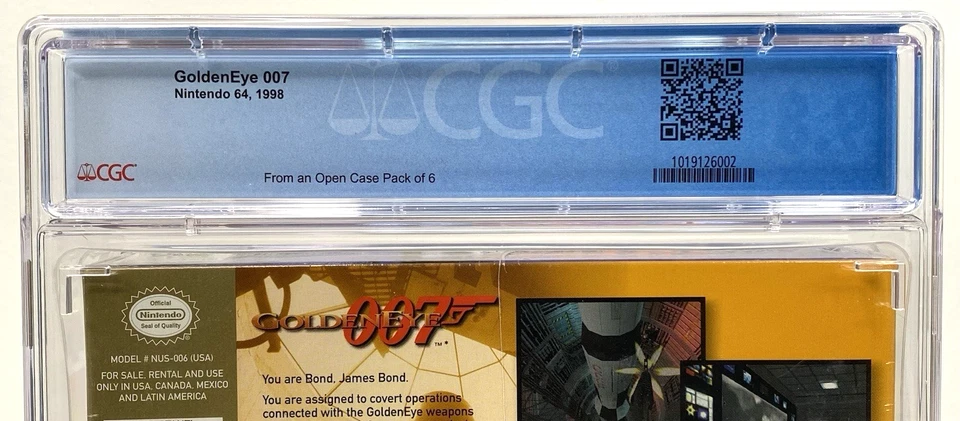 GoldenEye 007
Nintendo 64, 1998
CGC
CGC
From an Open Case Pack of 6
1019126002
Official
Nintendo
Seal of Quality
MODEL # NUS-006 (USA)
FOR SALE, RENTAL AND USE
ONLY IN USA, CANADA, MEXICO
AND LATIN AMERICA
GOLDENEYE 007 ™*
You are Bond. James Bond.
You are assigned to covert operations
connected with the GoldenEye weapons